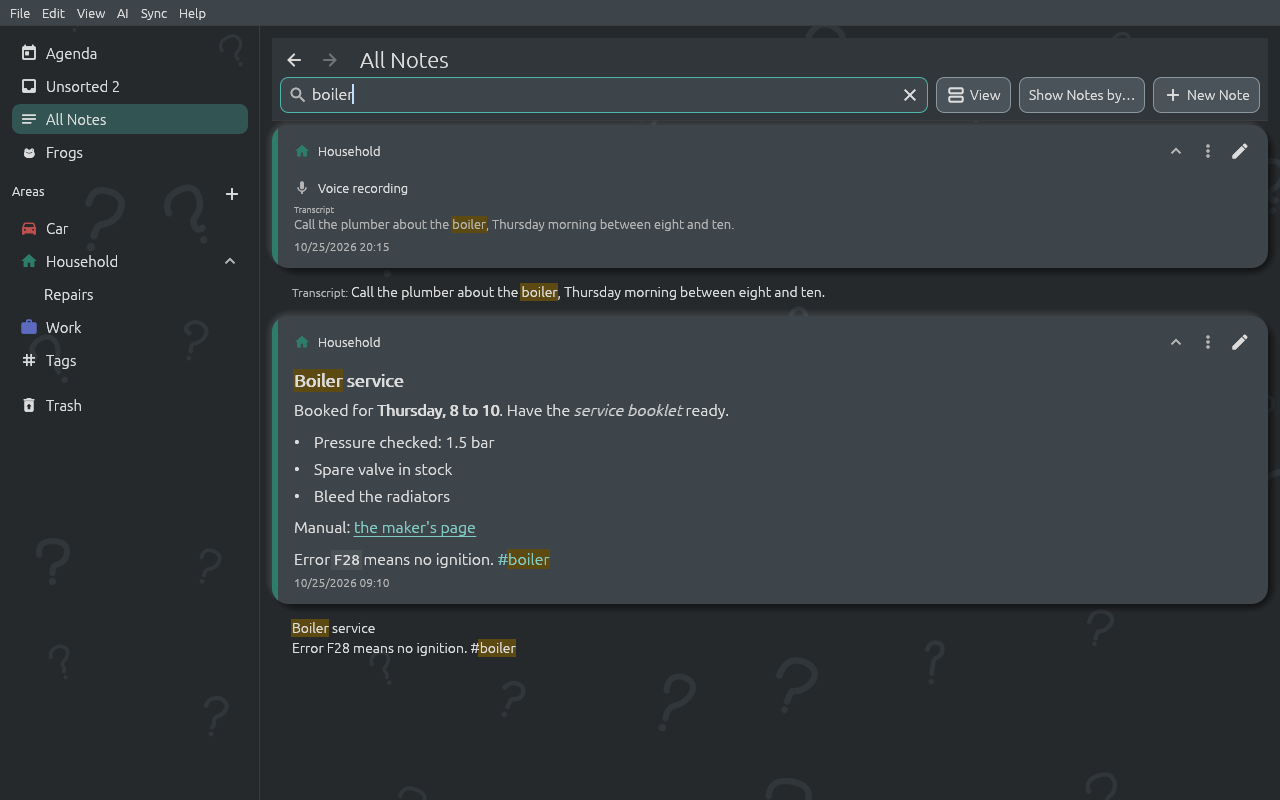 File Edit View AI Sync Help
Agenda
Unsorted 2
All Notes
Frogs
Areas
Car
Household
Repairs
Work
Tags
Trash
All Notes
boiler
View
Show Notes by...
New Note
Household
Voice recording
Transcript
Call the plumber about the boiler, Thursday morning between eight and ten.
10/25/2026 20:15
Transcript: Call the plumber about the boiler, Thursday morning between eight and ten.
Household
Boiler service
Booked for Thursday, 8 to 10. Have the service booklet ready.
• Pressure checked: 1.5 bar
• Spare valve in stock
• Bleed the radiators
Manual: the maker's page
Error F28 means no ignition. #boiler
10/25/2026 09:10
Boiler service
Error F28 means no ignition. #boiler